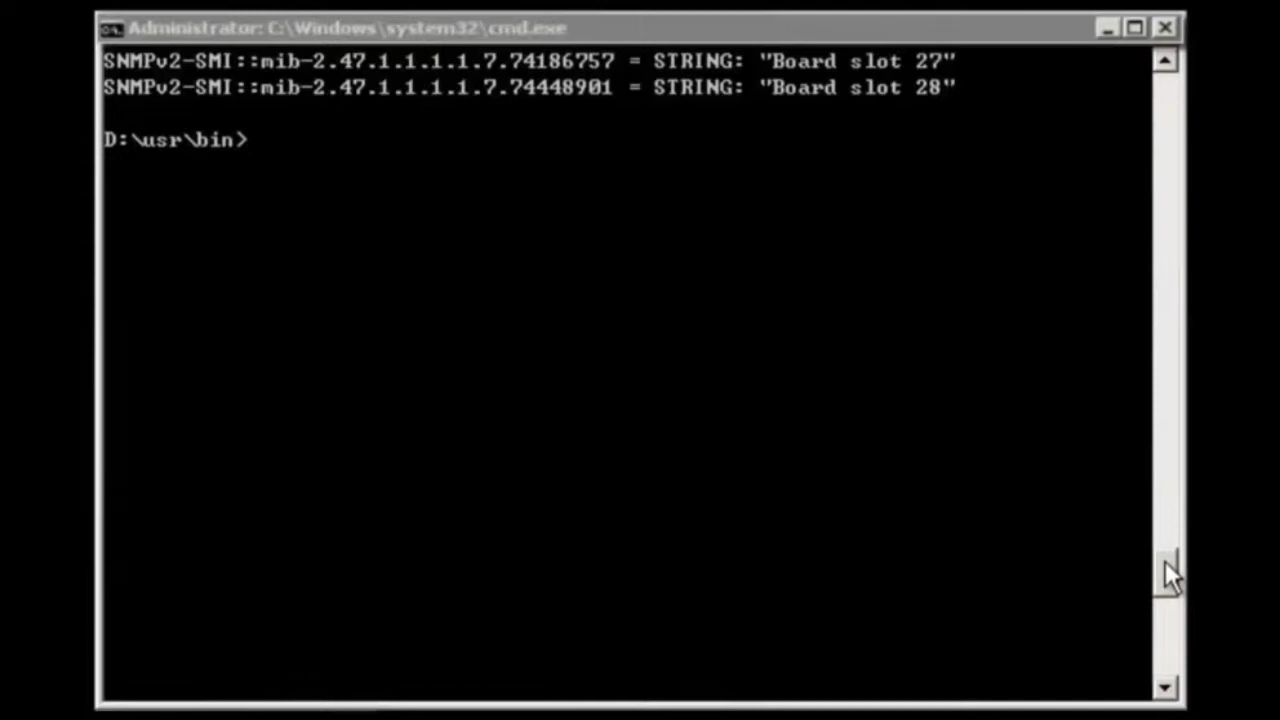 Administrator: C:\Windows\system32\cmd.exe
SNMPv2-SMI::mib-2.47.1.1.1.1.7.74186757 = STRING: "Board slot 27"
SNMPv2-SMI::mib-2.47.1.1.1.1.7.74448901 = STRING: "Board slot 28"
D:\usr\bin>